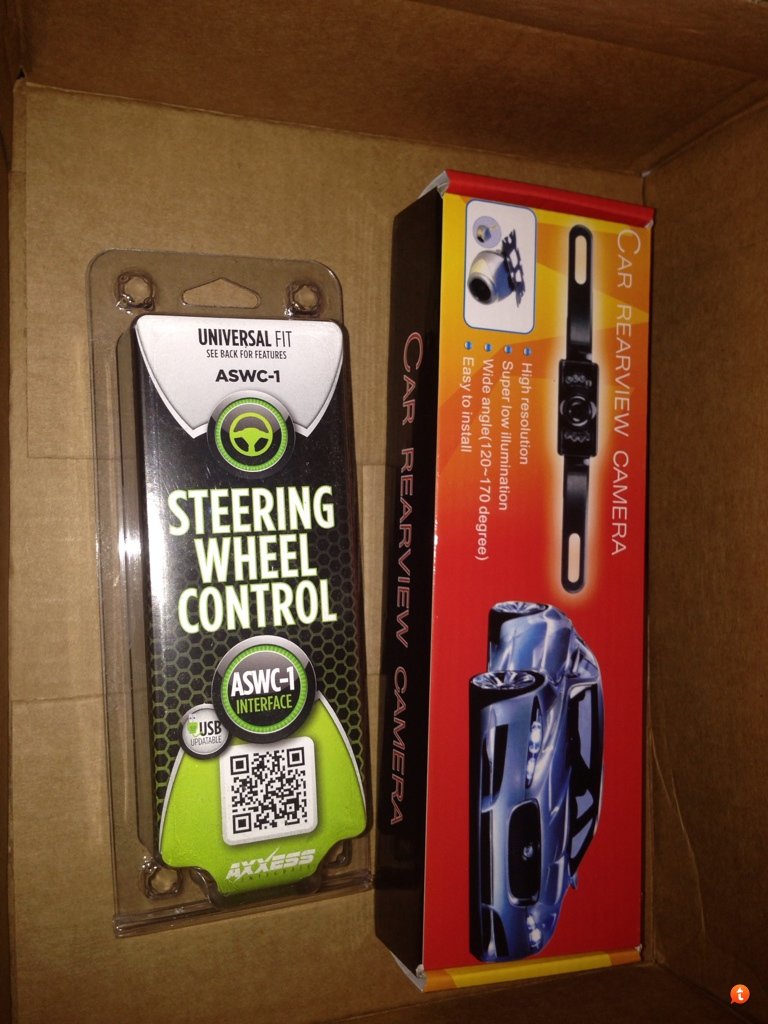 UNIVERSAL FIT
SEE BACK FOR FEATURES
ASWC-1
STEERING
WHEEL
CONTROL
ASWC-1
INTERFACE
USB
UPDATABLE
AXXESS
CAR REARVIEW CAMERA
CAR REARVIEW CAMERA
High resolution
Super low illumination
Wide angle(120~170 degree)
Easy to install
t